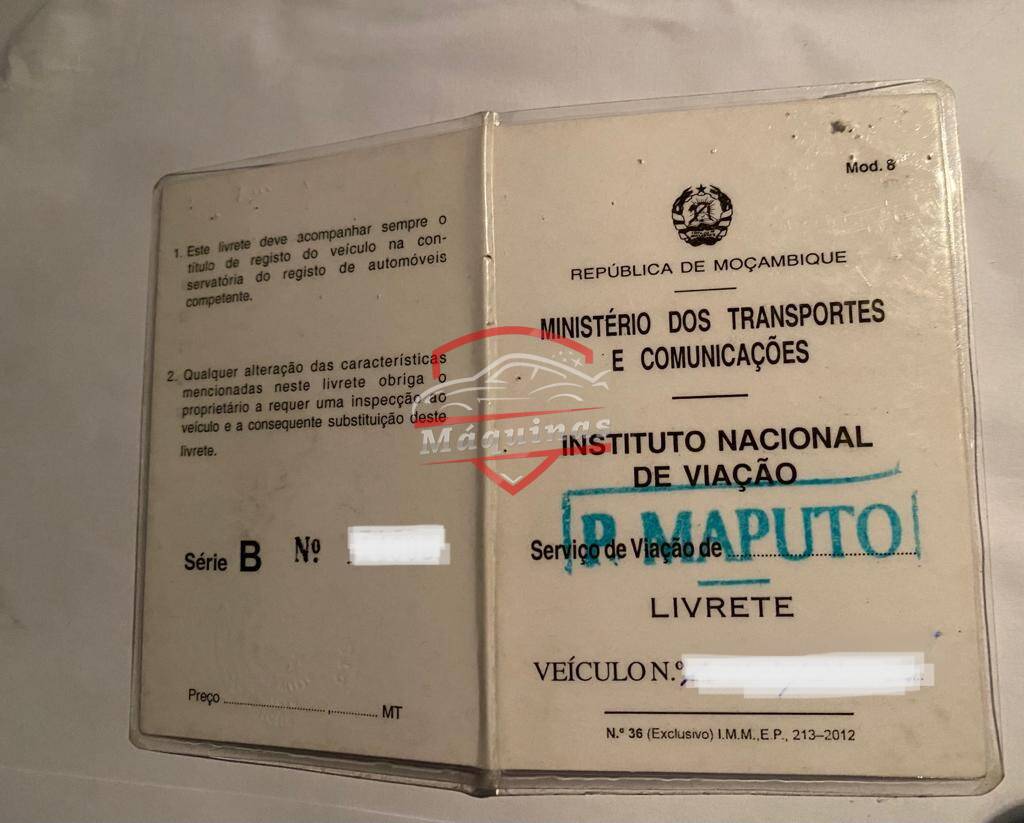 1. Este livrete deve acompanhar sempre o
título de registo do veículo na con-
servatória do registo de automóveis
competente.
2. Qualquer alteração das características
mencionadas neste livrete obriga o
proprietário a requer uma inspecção ao
veículo e a consequente substituição deste
livrete.
Série B Nº
Preço ........................ , ............ MT
Mod. 8
REPÚBLICA DE MOÇAMBIQUE
MINISTÉRIO DOS TRANSPORTES
E COMUNICAÇÕES
INSTITUTO NACIONAL
DE VIAÇÃO
P. MAPUTO
Serviço de Viação de
LIVRETE
VEÍCULO N.º
N.º 36 (Exclusivo) I.M.M.,E.P., 213–2012
Máquinas